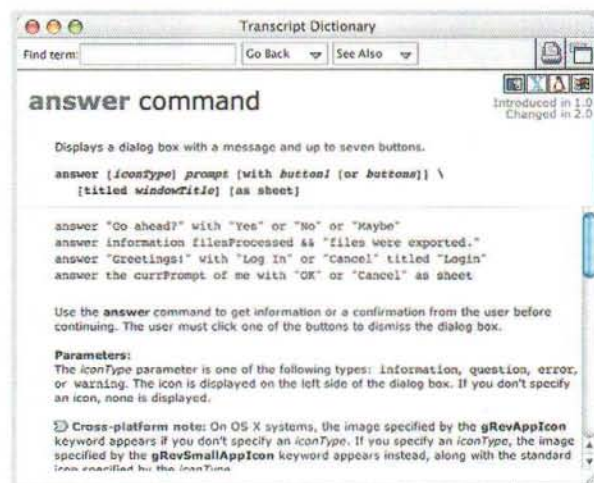 Transcript Dictionary
Find term: Go Back See Also
answer command
Introduced in 1.0
Changed in 2.0
Displays a dialog box with a message and up to seven buttons.
answer [iconType] prompt [with button1 [or buttons]] \
[titled windowTitle] [as sheet]
answer "Go ahead?" with "Yes" or "No" or "Maybe"
answer information filesProcessed && "files were exported."
answer "Greetings!" with "Log In" or "Cancel" titled "Login"
answer the currPrompt of me with "OK" or "Cancel" as sheet
Use the answer command to get information or a confirmation from the user before
continuing. The user must click one of the buttons to dismiss the dialog box.
Parameters:
The iconType parameter is one of the following types: information, question, error,
or warning. The icon is displayed on the left side of the dialog box. If you don't specify
an icon, none is displayed.
Cross-platform note: On OS X systems, the image specified by the gRevAppIcon
keyword appears if you don't specify an iconType. If you specify an iconType, the image
specified by the gRevSmallAppIcon keyword appears instead, along with the standard
icon specified by the iconType